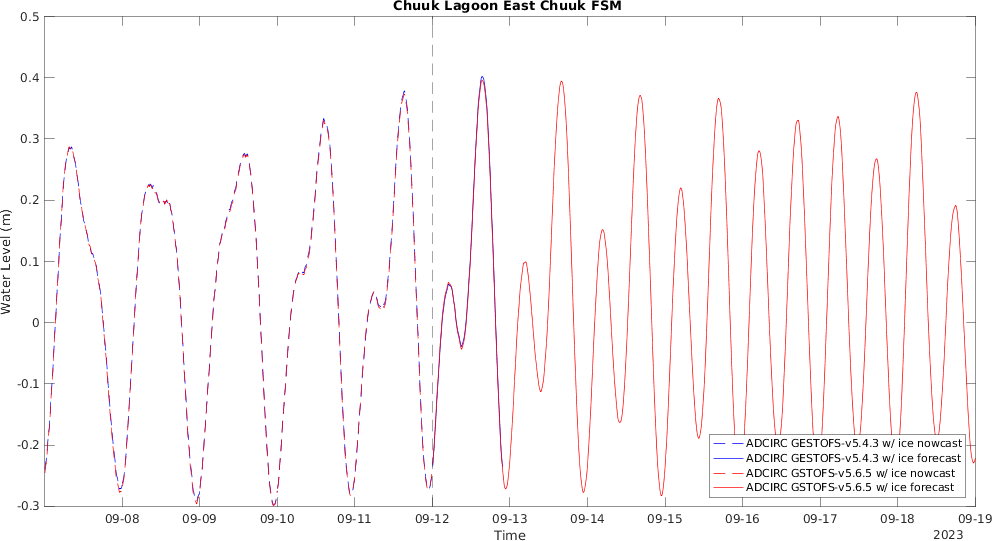 Chuuk Lagoon East Chuuk FSM
0.5
0.4
0.3
0.2
0.1
0
-0.1
-0.2
-0.3
Water Level (m)
ADCIRC GESTOFS-v5.4.3 w/ ice nowcast
ADCIRC GESTOFS-v5.4.3 w/ ice forecast
ADCIRC GSTOFS-v5.6.5 w/ ice nowcast
ADCIRC GSTOFS-v5.6.5 w/ ice forecast
09-08 09-09 09-10 09-11 09-12 09-13 09-14 09-15 09-16 09-17 09-18 09-19
Time
2023